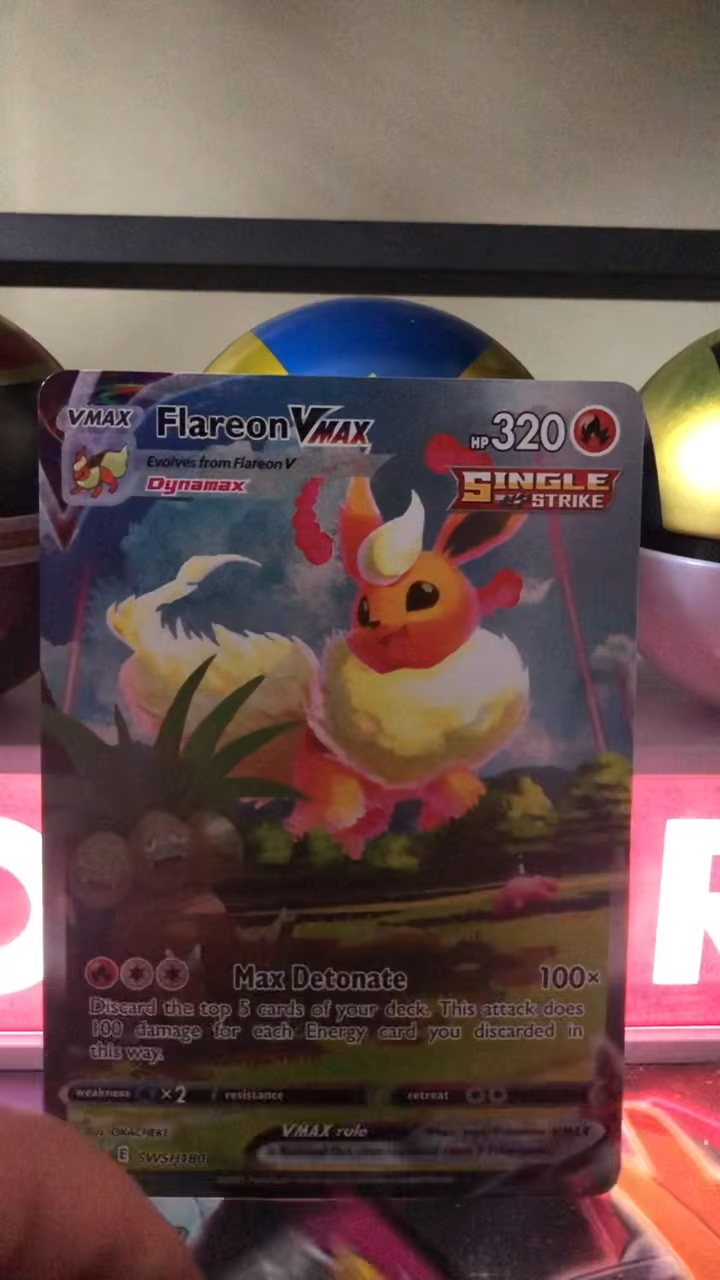 VMAX Flareon VMAX HP 320
Evolves from Flareon V
Dynamax
SINGLE
STRIKE
Max Detonate 100×
Discard the top 5 cards of your deck. This attack does
100 damage for each Energy card you discarded in
this way.
weakness ×2 resistance retreat
OKACHEKE VMAX rule VMAX
E SWSH180
R